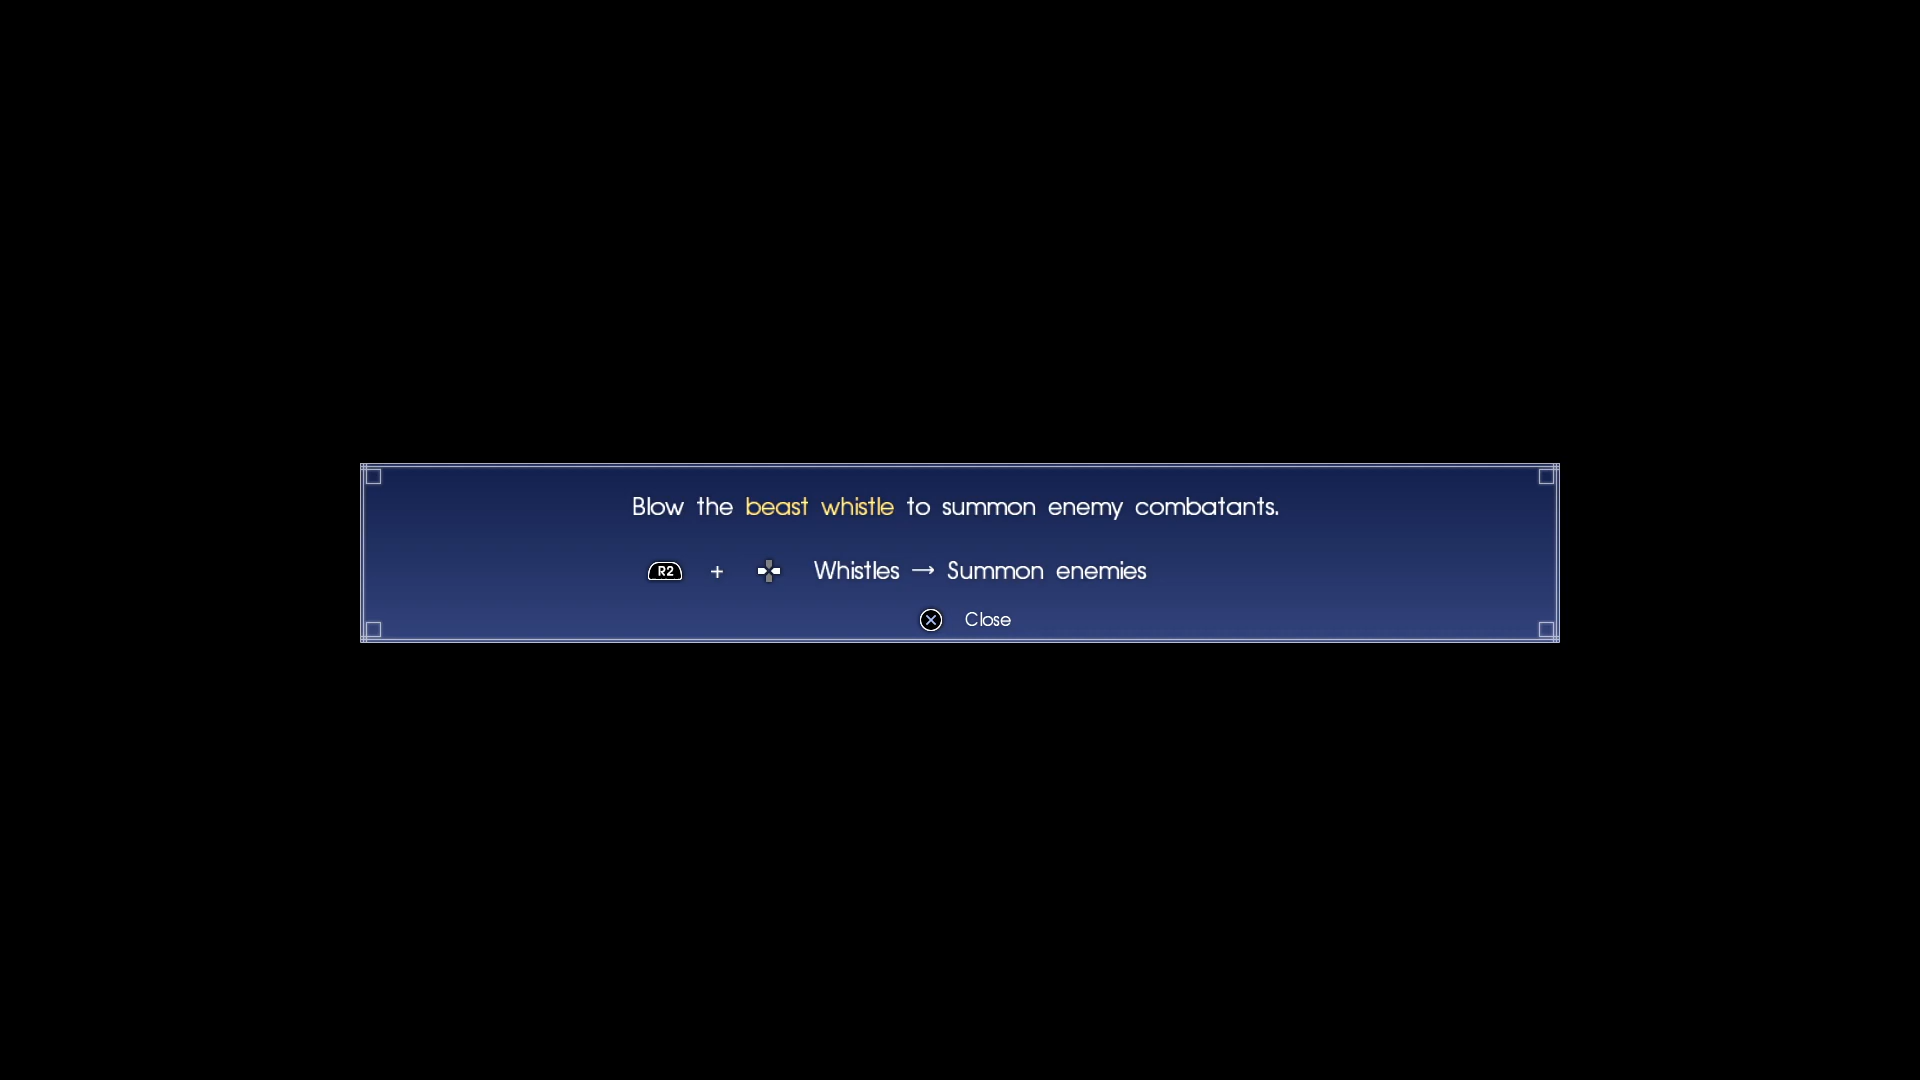 Blow the beast whistle to summon enemy combatants.
R2 + Whistles → Summon enemies
Close